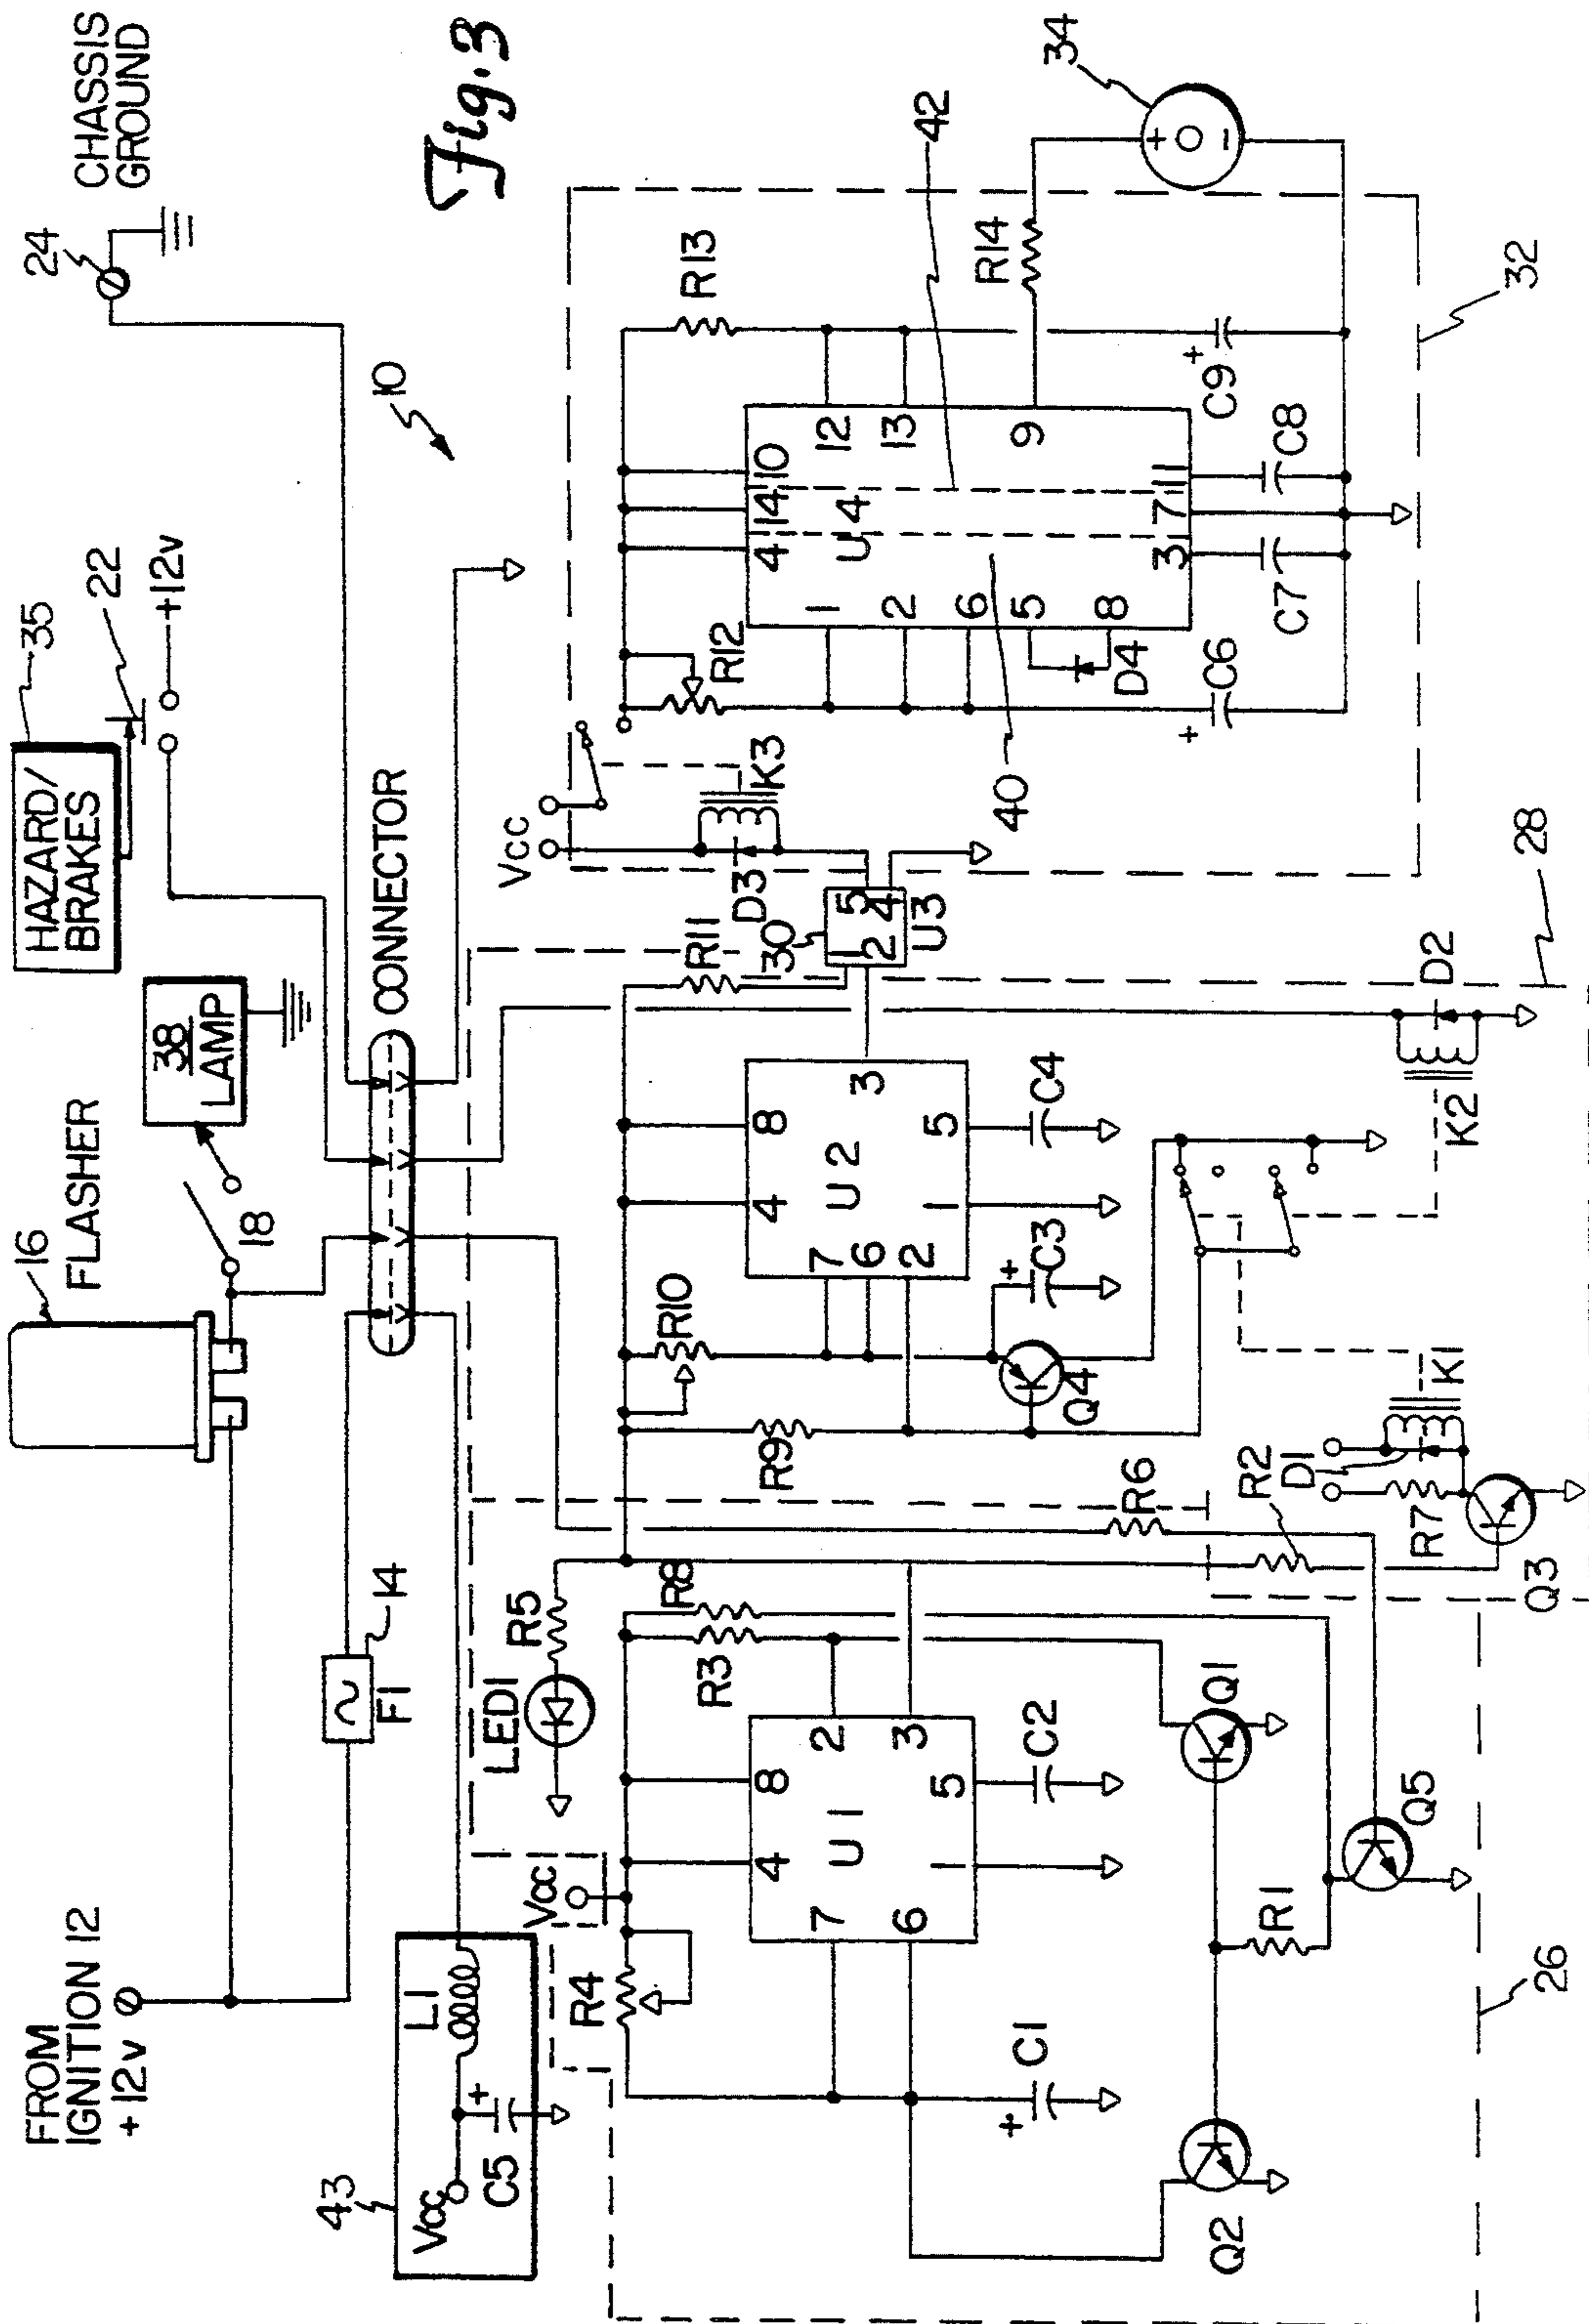 Fig. 3
FROM
IGNITION 12
+12v
16
FLASHER
18
38
LAMP
HAZARD/
BRAKES
35
22
+12v
24
CHASSIS
GROUND
14
F1
CONNECTOR
10
43
Vcc
L1
+
C5
Vcc
R4
LED1
R5
R8
R3
4
8
7
6
U1
2
3
1
5
C1
+
C2
Q1
Q2
R1
Q5
26
R6
R2
R7
D1
K1
Q3
R9
R10
4
8
7
6
2
U2
3
1
5
C3
+
C4
Q4
K2
D2
28
R11
30
1
2
5
4
U3
Vcc
D3
K3
R12
4
14
10
1
2
6
5
8
U4
12
13
9
3
7
11
D4
C6
+
C7
C8
C9
+
R13
R14
40
42
+
O
-
34
32